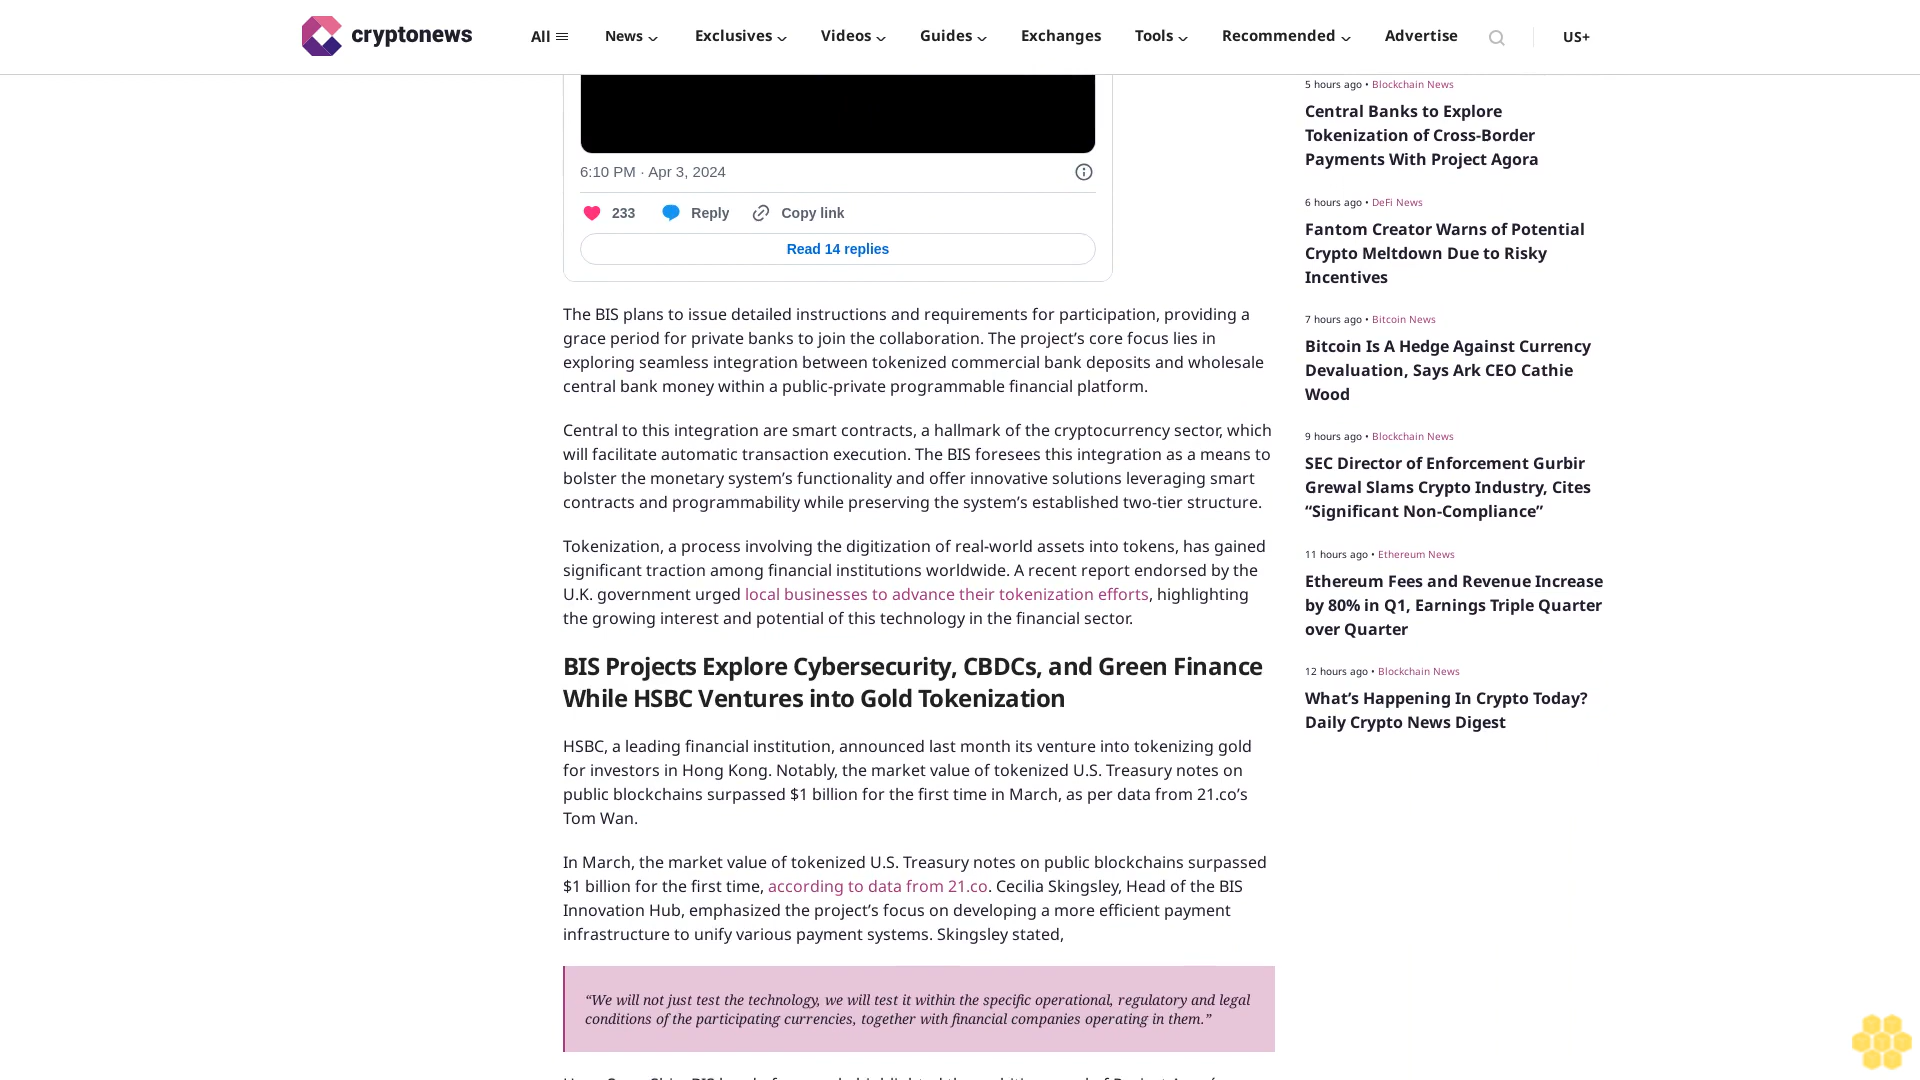 cryptonews
All
News
Exclusives
Videos
Guides
Exchanges
Tools
Recommended
Advertise
US+
6:10 PM · Apr 3, 2024
233
Reply
Copy link
Read 14 replies
The BIS plans to issue detailed instructions and requirements for participation, providing a
grace period for private banks to join the collaboration. The project’s core focus lies in
exploring seamless integration between tokenized commercial bank deposits and wholesale
central bank money within a public-private programmable financial platform.
Central to this integration are smart contracts, a hallmark of the cryptocurrency sector, which
will facilitate automatic transaction execution. The BIS foresees this integration as a means to
bolster the monetary system’s functionality and offer innovative solutions leveraging smart
contracts and programmability while preserving the system’s established two-tier structure.
Tokenization, a process involving the digitization of real-world assets into tokens, has gained
significant traction among financial institutions worldwide. A recent report endorsed by the
U.K. government urged local businesses to advance their tokenization efforts, highlighting
the growing interest and potential of this technology in the financial sector.
BIS Projects Explore Cybersecurity, CBDCs, and Green Finance
While HSBC Ventures into Gold Tokenization
HSBC, a leading financial institution, announced last month its venture into tokenizing gold
for investors in Hong Kong. Notably, the market value of tokenized U.S. Treasury notes on
public blockchains surpassed $1 billion for the first time in March, as per data from 21.co’s
Tom Wan.
In March, the market value of tokenized U.S. Treasury notes on public blockchains surpassed
$1 billion for the first time, according to data from 21.co. Cecilia Skingsley, Head of the BIS
Innovation Hub, emphasized the project’s focus on developing a more efficient payment
infrastructure to unify various payment systems. Skingsley stated,
“We will not just test the technology, we will test it within the specific operational, regulatory and legal
conditions of the participating currencies, together with financial companies operating in them.”
5 hours ago • Blockchain News
Central Banks to Explore
Tokenization of Cross-Border
Payments With Project Agora
6 hours ago • DeFi News
Fantom Creator Warns of Potential
Crypto Meltdown Due to Risky
Incentives
7 hours ago • Bitcoin News
Bitcoin Is A Hedge Against Currency
Devaluation, Says Ark CEO Cathie
Wood
9 hours ago • Blockchain News
SEC Director of Enforcement Gurbir
Grewal Slams Crypto Industry, Cites
“Significant Non-Compliance”
11 hours ago • Ethereum News
Ethereum Fees and Revenue Increase
by 80% in Q1, Earnings Triple Quarter
over Quarter
12 hours ago • Blockchain News
What’s Happening In Crypto Today?
Daily Crypto News Digest